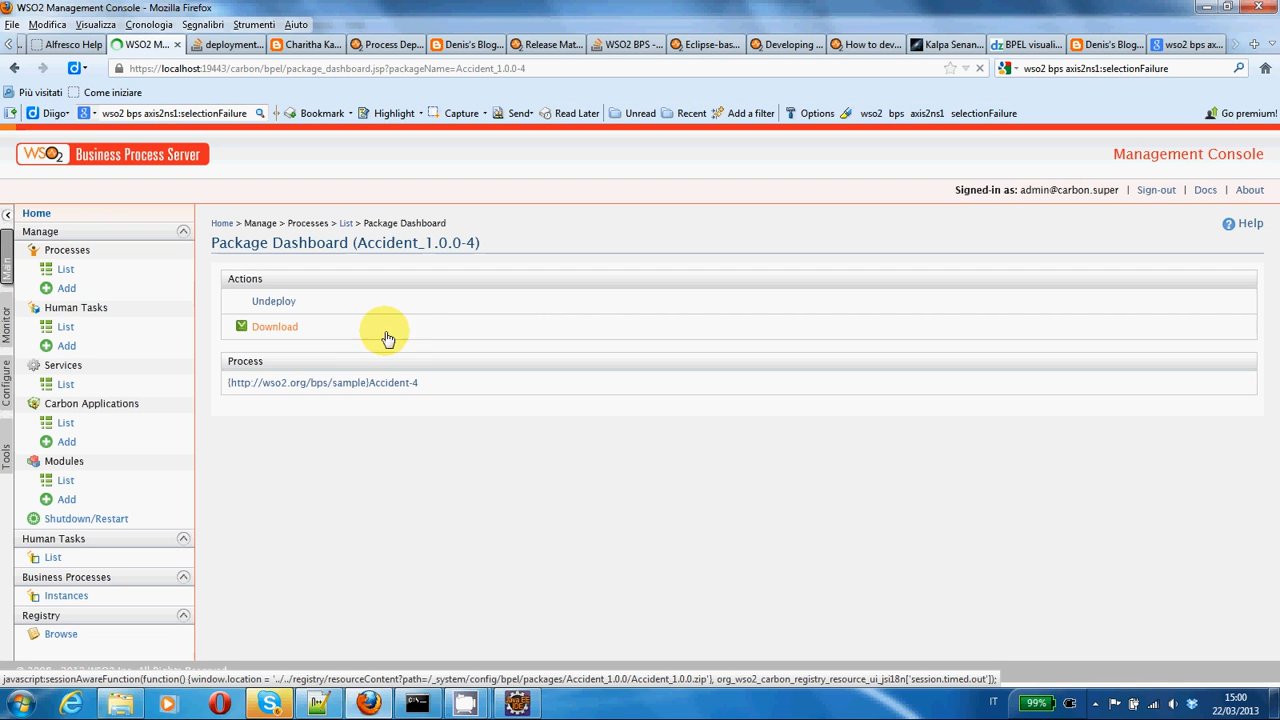 WSO2 Management Console - Mozilla Firefox
File Modifica Visualizza Cronologia Segnalibri Strumenti Aiuto
Alfresco Help WSO2 M... deployment... Charitha Ka... Process Dep... Denis's Blog... Release Mat... WSO2 BPS -... Eclipse-bas... Developing ... How to dev... Kalpa Senan... BPEL visuali... Denis's Blog... wso2 bps ax...
https://localhost:19443/carbon/bpel/package_dashboard.jsp?packageName=Accident_1.0.0-4 wso2 bps axis2ns1:selectionFailure
Più visitati Come iniziare
Diigo wso2 bps axis2ns1:selectionFailure Bookmark Highlight Capture Send Read Later Unread Recent Add a filter Options wso2 bps axis2ns1 selectionFailure Go premium!
WSO2 Business Process Server
Management Console
Signed-in as: admin@carbon.super | Sign-out | Docs | About
Home
Manage
Processes
List
Add
Human Tasks
List
Add
Services
List
Carbon Applications
List
Add
Modules
List
Add
Shutdown/Restart
Human Tasks
List
Business Processes
Instances
Registry
Browse
Main
Monitor
Configure
Tools
Home > Manage > Processes > List > Package Dashboard
Help
Package Dashboard (Accident_1.0.0-4)
Actions
Undeploy
Download
Process
{http://wso2.org/bps/sample}Accident-4
javascript:sessionAwareFunction(function() {window.location = '../../registry/resourceContent?path=/_system/config/bpel/packages/Accident_1.0.0/Accident_1.0.0.zip'}, org_wso2_carbon_registry_resource_ui_jsi18n['session.timed.out']);
IT 99% 15:00
22/03/2013